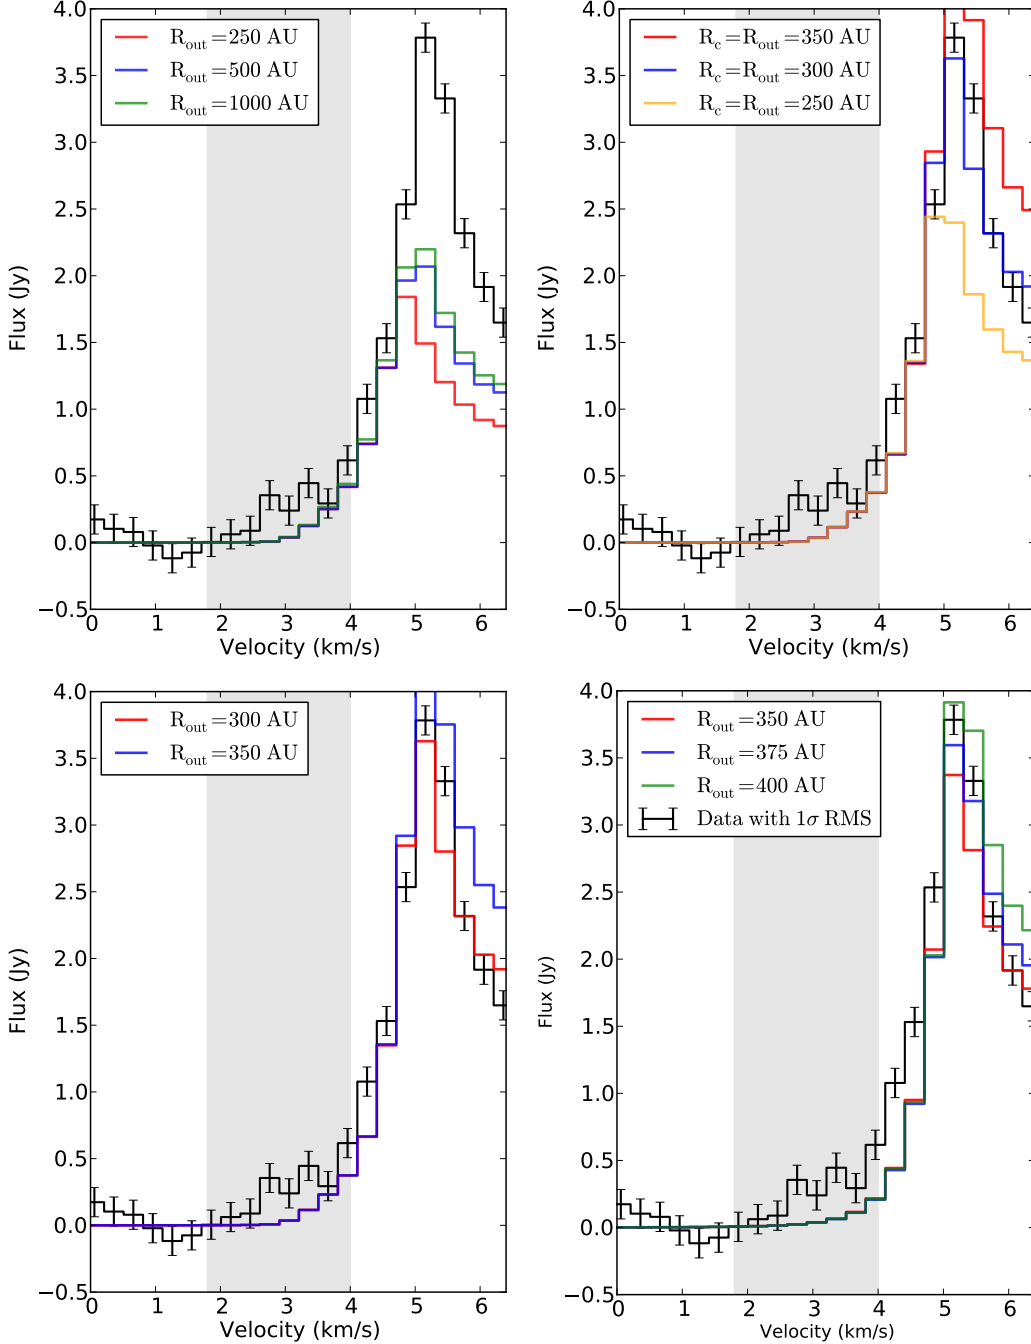 4.0
3.5
3.0
2.5
2.0
1.5
1.0
0.5
0.0
−0.5
Flux (Jy)
0 1 2 3 4 5 6
Velocity (km/s)
R_out=250 AU
R_out=500 AU
R_out=1000 AU
4.0
3.5
3.0
2.5
2.0
1.5
1.0
0.5
0.0
−0.5
Flux (Jy)
0 1 2 3 4 5 6
Velocity (km/s)
R_c=R_out=350 AU
R_c=R_out=300 AU
R_c=R_out=250 AU
4.0
3.5
3.0
2.5
2.0
1.5
1.0
0.5
0.0
−0.5
Flux (Jy)
0 1 2 3 4 5 6
Velocity (km/s)
R_out=300 AU
R_out=350 AU
4.0
3.5
3.0
2.5
2.0
1.5
1.0
0.5
0.0
−0.5
Flux (Jy)
0 1 2 3 4 5 6
Velocity (km/s)
R_out=350 AU
R_out=375 AU
R_out=400 AU
Data with 1σ RMS